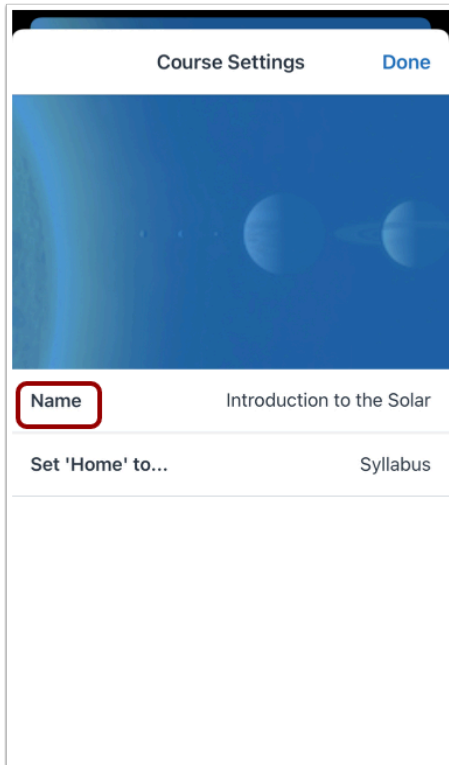 Course Settings Done
Name Introduction to the Solar
Set 'Home' to... Syllabus